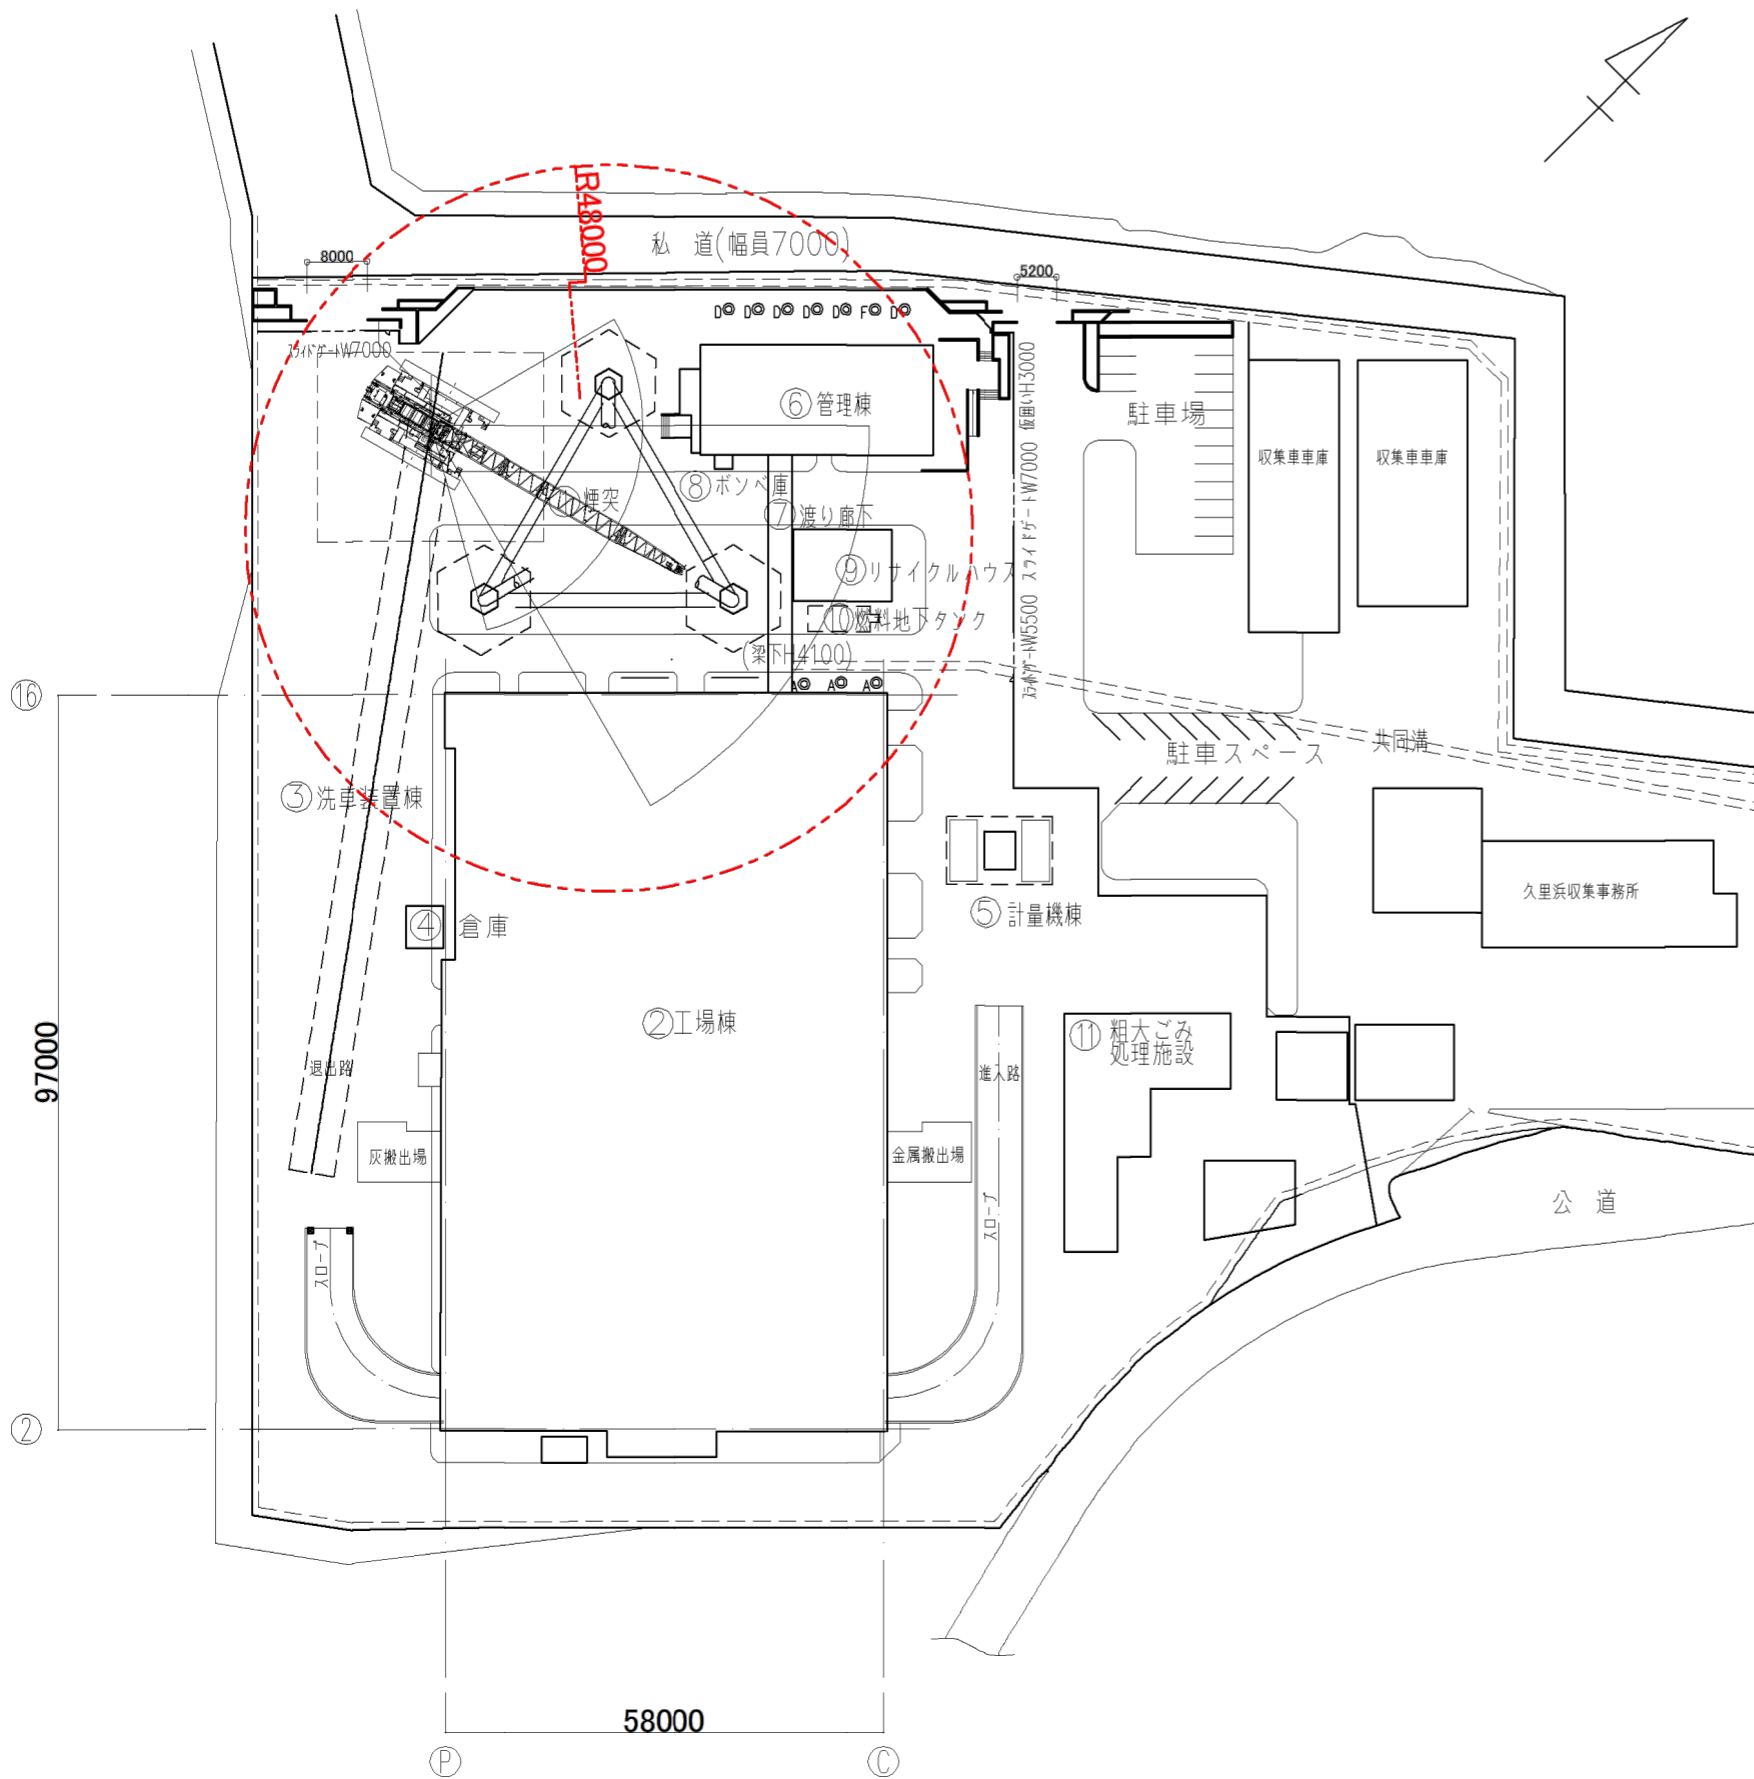 R48000
私 道(幅員7000)
8000
5200
D D D D D F D
スライドゲートW7000
⑥管理棟
駐車場
収集車車庫
収集車車庫
スライドゲートW5500 スライドゲートW7000 仮囲いH3000
煙突
⑧ボンベ庫
⑦渡り廊下
⑨リサイクルハウス
⑩燃料地下タンク
(梁下H4100)
A A A
⑯
駐車スペース
共同溝
③洗車装置棟
久里浜収集事務所
④ 倉庫
⑤計量機棟
②工場棟
⑪ 粗大ごみ
処理施設
97000
退出路
進入路
灰搬出場
金属搬出場
公 道
スロープ
スロープ
②
58000
P
C